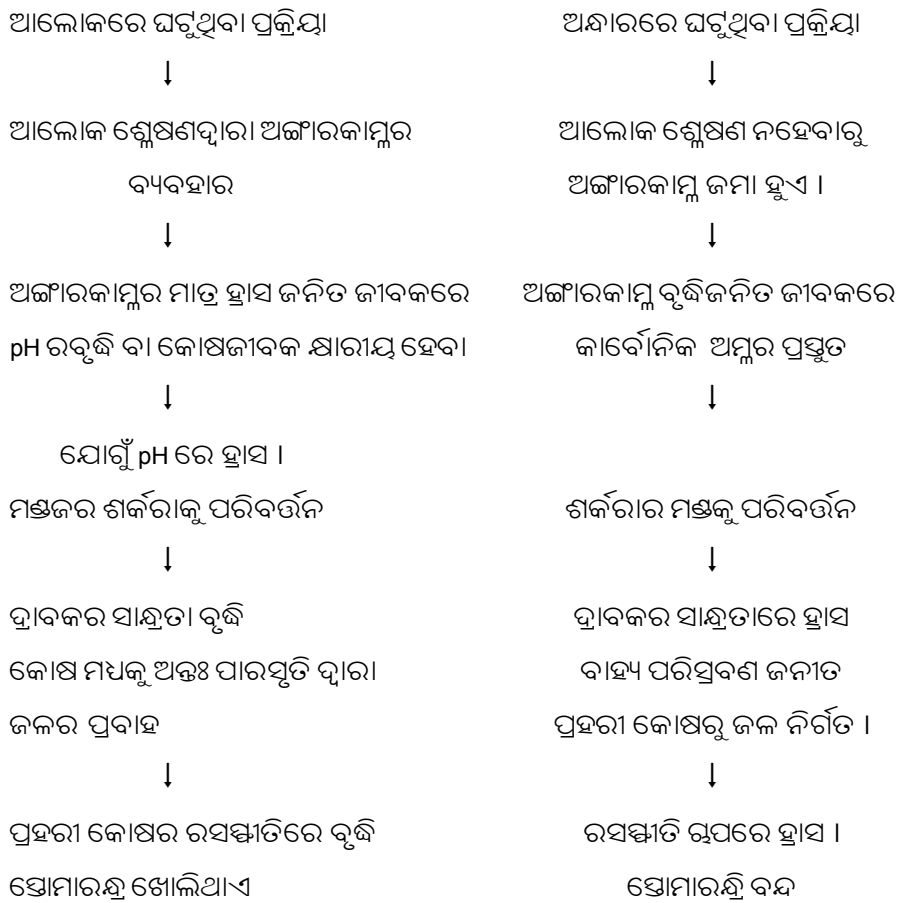 ଆଲୋକରେ ଘଟୁଥିବା ପ୍ରକ୍ରିୟା
↓
ଆଲୋକ ଶ୍ଳେଷଣଦ୍ୱାରା ଅଙ୍ଗାରକାମ୍ଳର
ବ୍ୟବହାର
↓
ଅଙ୍ଗାରକାମ୍ଳର ମାତ୍ର ହ୍ରାସ ଜନିତ ଜୀବକରେ
pH ରବୃଦ୍ଧି ବା କୋଷଜୀବକ କ୍ଷାରୀୟ ହେବା
↓
ଯୋଗୁଁ pH ରେ ହ୍ରାସ ।
ମଣ୍ଡଜର ଶର୍କରାକୁ ପରିବର୍ତ୍ତନ
↓
ଦ୍ରାବକର ସାନ୍ଧ୍ରତା ବୃଦ୍ଧି
କୋଷ ମଧ୍ୟକୁ ଅନ୍ତଃ ପାରସୃତି ଦ୍ୱାରା
ଜଳର ପ୍ରବାହ
↓
ପ୍ରହରୀ କୋଷର ରସସ୍ଫୀତିରେ ବୃଦ୍ଧି
ସ୍ତୋମାରନ୍ଧ୍ର ଖୋଲିଥାଏ
ଅନ୍ଧାରରେ ଘଟୁଥିବା ପ୍ରକ୍ରିୟା
↓
ଆଲୋକ ଶ୍ଳେଷଣ ନହେବାରୁ
ଅଙ୍ଗାରକାମ୍ଳ ଜମା ହୁଏ ।
↓
ଅଙ୍ଗାରକାମ୍ଳ ବୃଦ୍ଧିଜନିତ ଜୀବକରେ
କାର୍ବୋନିକ ଅମ୍ଳର ପ୍ରସ୍ତୁତ
↓
ଶର୍କରାର ମଣ୍ଡକୁ ପରିବର୍ତ୍ତନ
↓
ଦ୍ରାବକର ସାନ୍ଧ୍ରତାରେ ହ୍ରାସ
ବାହ୍ୟ ପରିସ୍ରବଣ ଜନୀତ
ପ୍ରହରୀ କୋଷରୁ ଜଳ ନିର୍ଗତ ।
↓
ରସସ୍ଫୀତି ଋପରେ ହ୍ରାସ ।
ସ୍ତୋମାରନ୍ଧ୍ରି ବନ୍ଦ